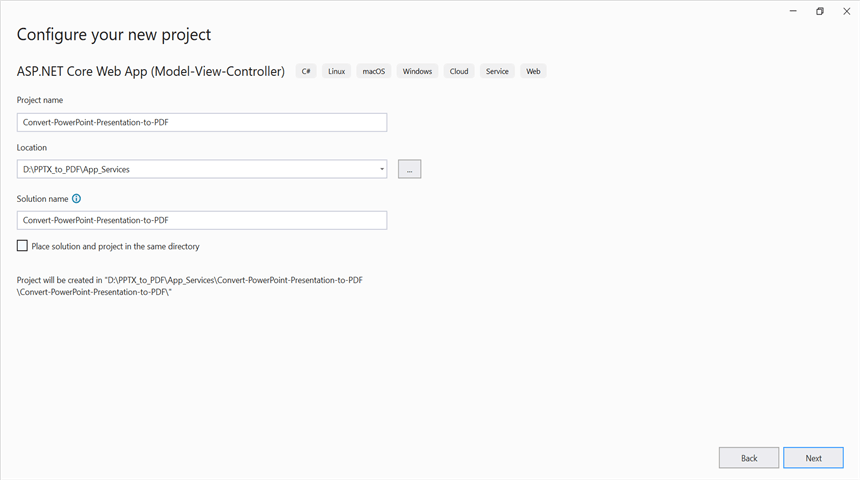 Configure your new project
ASP.NET Core Web App (Model-View-Controller) C# Linux macOS Windows Cloud Service Web
Project name
Convert-PowerPoint-Presentation-to-PDF
Location
D:\PPTX_to_PDF\App_Services
...
Solution name
Convert-PowerPoint-Presentation-to-PDF
Place solution and project in the same directory
Project will be created in "D:\PPTX_to_PDF\App_Services\Convert-PowerPoint-Presentation-to-PDF
\Convert-PowerPoint-Presentation-to-PDF\"
Back Next